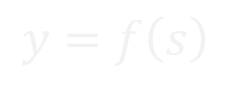 y = f(s)